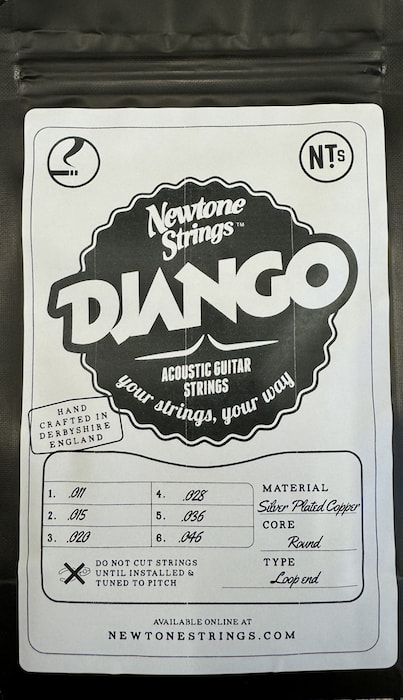 NTs
Newtone
Strings™
DJANGO
ACOUSTIC GUITAR
STRINGS
your strings, your way
HAND
CRAFTED IN
DERBYSHIRE
ENGLAND
1. .011
2. .015
3. .020
4. .028
5. .036
6. .046
MATERIAL
Silver Plated Copper
CORE
Round
TYPE
Loop end
DO NOT CUT STRINGS
UNTIL INSTALLED &
TUNED TO PITCH
AVAILABLE ONLINE AT
NEWTONESTRINGS.COM